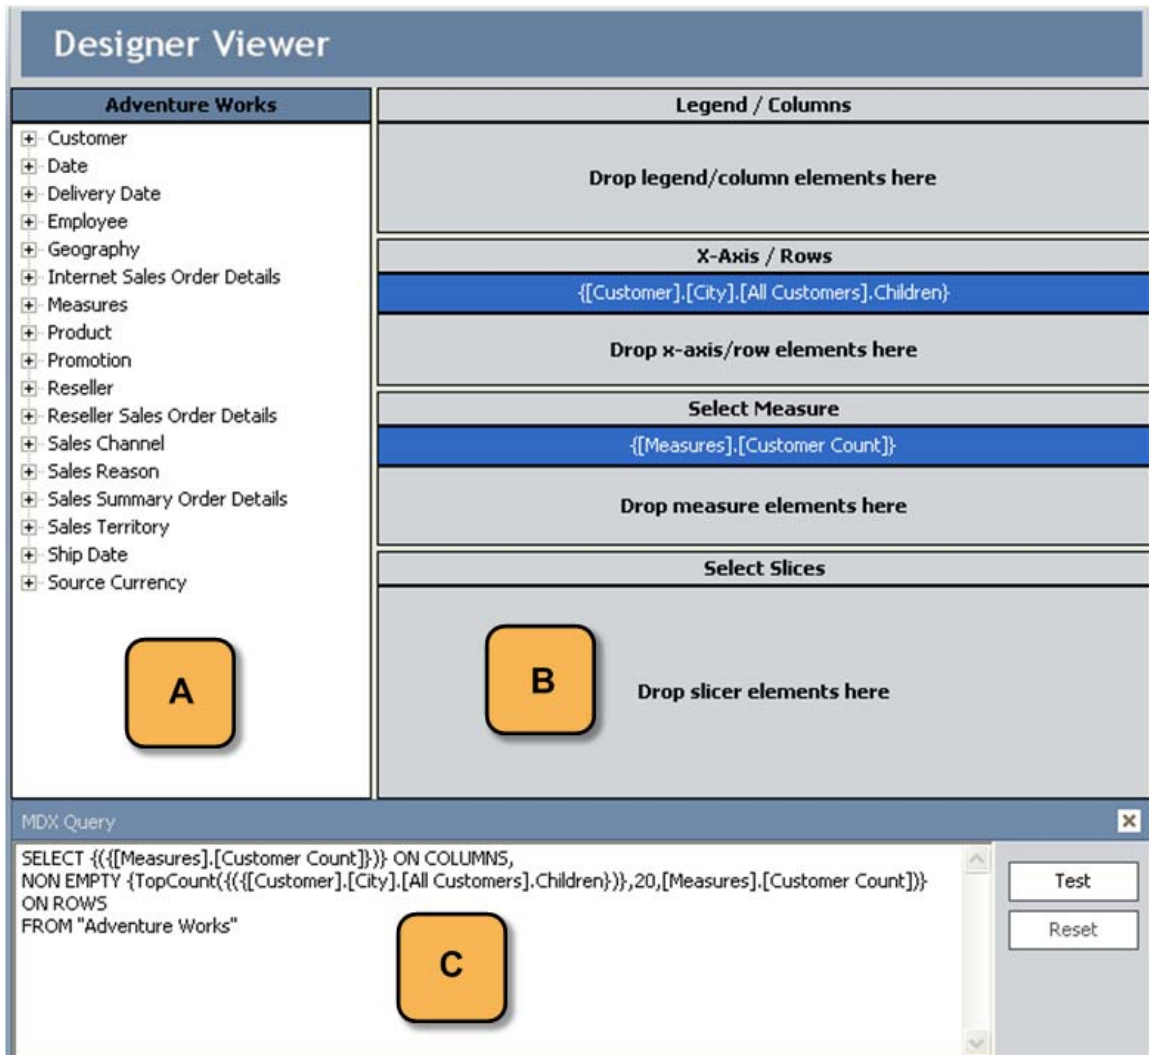 Designer Viewer
Adventure Works
Customer
Date
Delivery Date
Employee
Geography
Internet Sales Order Details
Measures
Product
Promotion
Reseller
Reseller Sales Order Details
Sales Channel
Sales Reason
Sales Summary Order Details
Sales Territory
Ship Date
Source Currency
A
Legend / Columns
Drop legend/column elements here
X-Axis / Rows
{[Customer].[City].[All Customers].Children}
Drop x-axis/row elements here
Select Measure
{[Measures].[Customer Count]}
Drop measure elements here
Select Slices
B
Drop slicer elements here
MDX Query
SELECT {({[Measures].[Customer Count]})} ON COLUMNS,
NON EMPTY {TopCount({({[Customer].[City].[All Customers].Children})},20,[Measures].[Customer Count])}
ON ROWS
FROM "Adventure Works"
C
Test
Reset